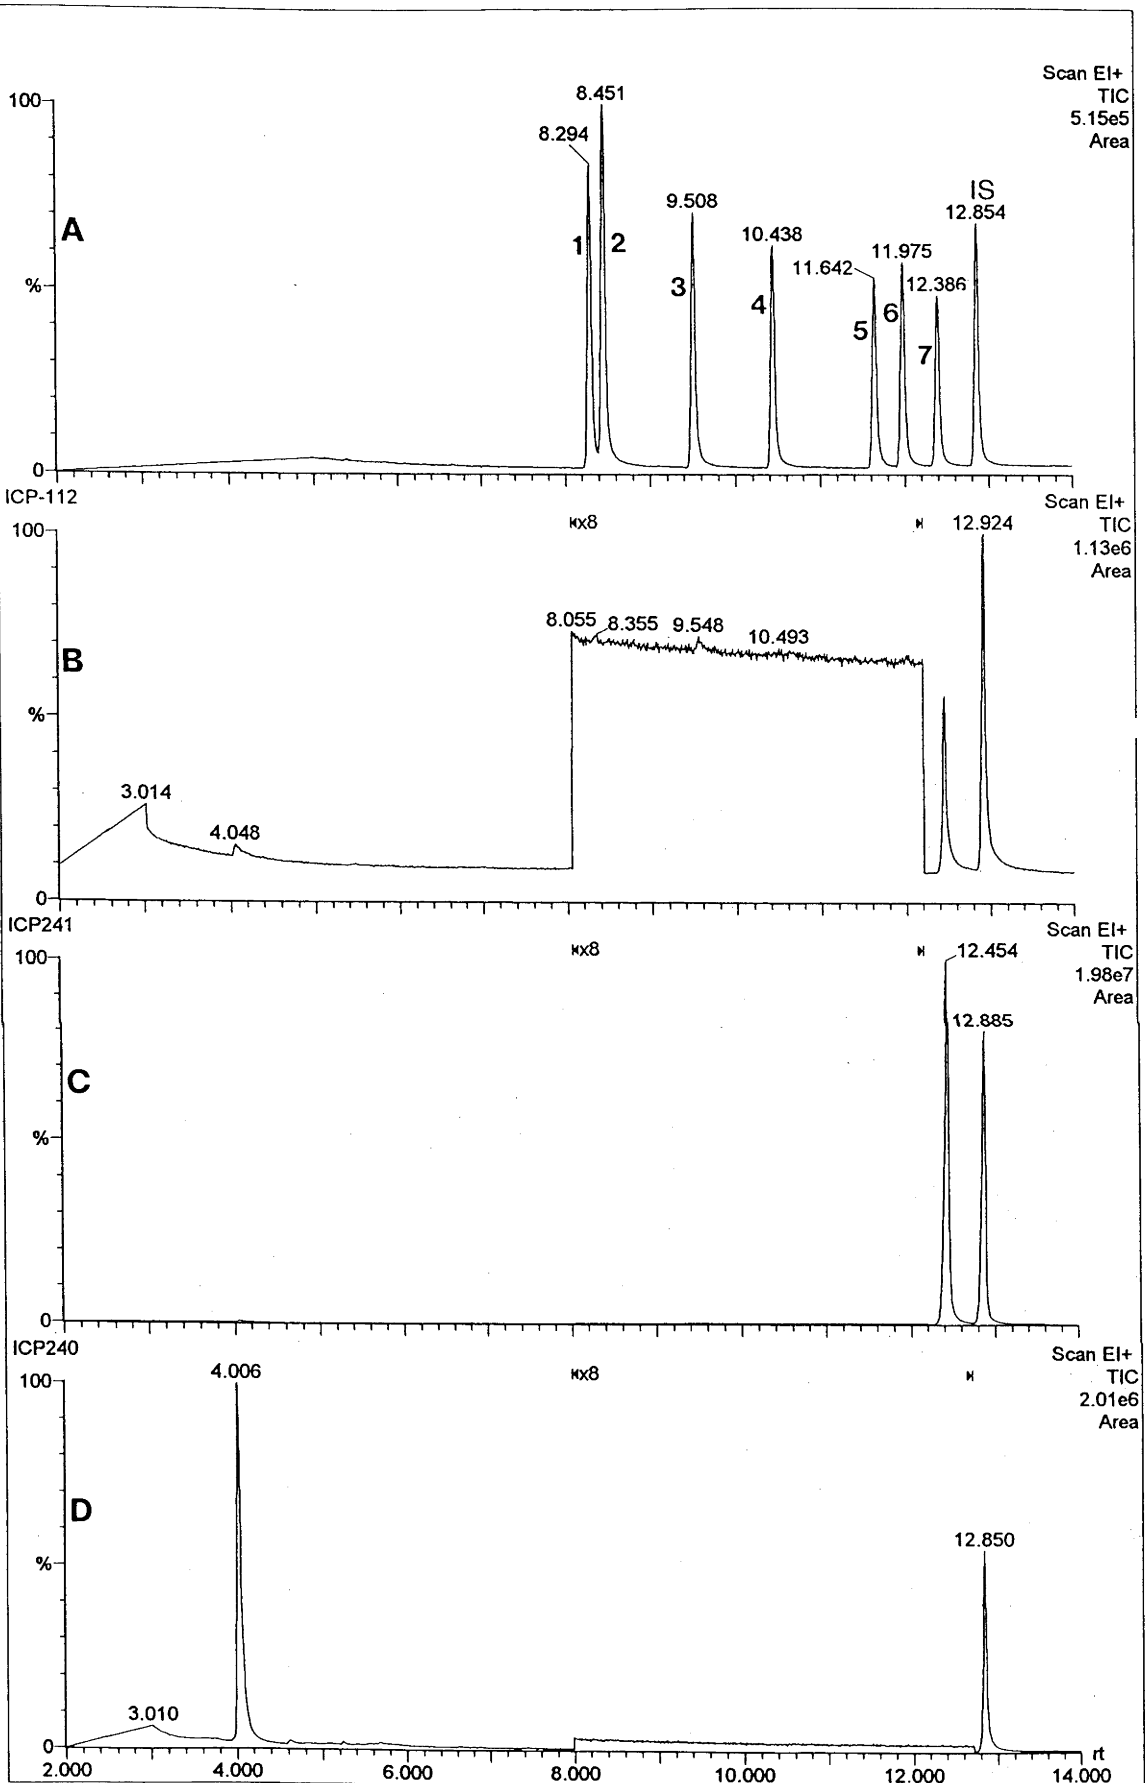 Scan EI+
TIC
5.15e5
Area
100
8.451
8.294
IS
9.508
12.854
A
1
2
10.438
11.975
11.642
12.386
%
3
4
5
6
7
0
ICP-112
Scan EI+
TIC
1.13e6
Area
100
x8
12.924
8.055
8.355
9.548
10.493
B
%
3.014
4.048
0
ICP241
Scan EI+
TIC
1.98e7
Area
100
x8
12.454
12.885
C
%
0
ICP240
Scan EI+
TIC
2.01e6
Area
100
4.006
x8
D
%
12.850
3.010
0
rt
2.000 4.000 6.000 8.000 10.000 12.000 14.000